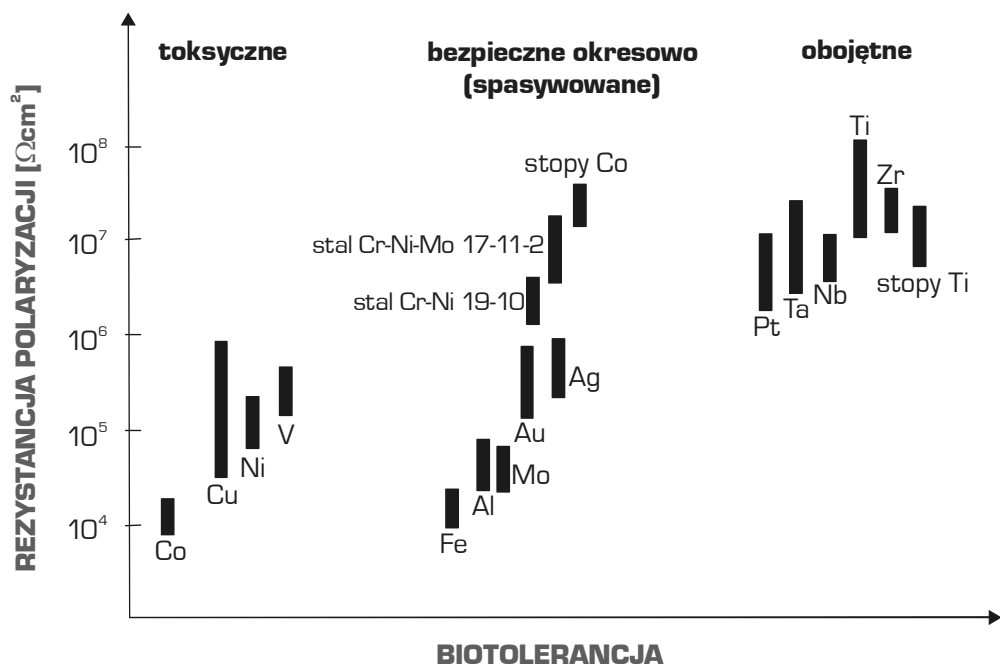 toksyczne
bezpieczne okresowo
(spasywowane)
obojętne
REZYSTANCJA POLARYZACJI [Ωcm²]
10⁸
10⁷
10⁶
10⁵
10⁴
Co
Cu
Ni
V
Fe
Al
Mo
Au
Ag
stal Cr-Ni 19-10
stal Cr-Ni-Mo 17-11-2
stopy Co
Pt
Ta
Nb
Ti
Zr
stopy Ti
BIOTOLERANCJA